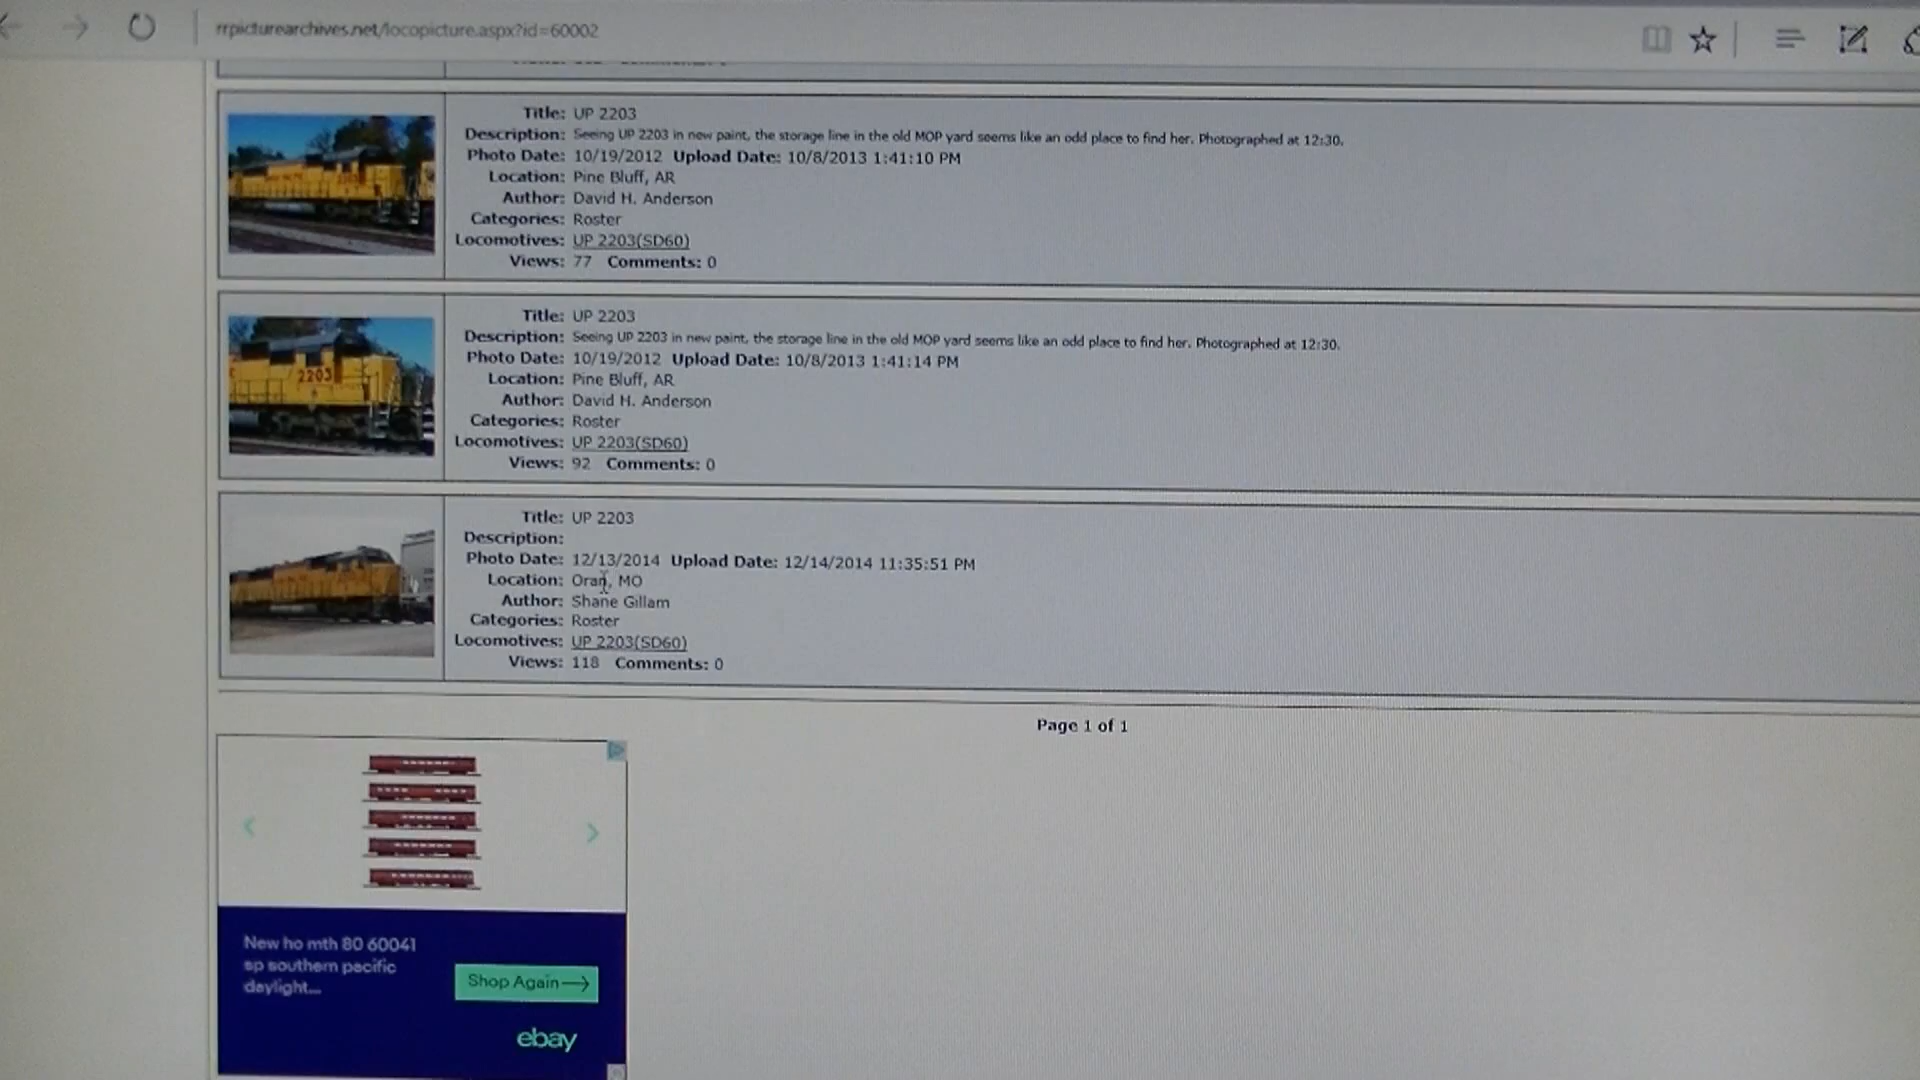 rrpicturearchives.net/locopicture.aspx?id=60002
Title: UP 2203
Description: Seeing UP 2203 in new paint, the storage line in the old MOP yard seems like an odd place to find her. Photographed at 12:30.
Photo Date: 10/19/2012 Upload Date: 10/8/2013 1:41:10 PM
Location: Pine Bluff, AR
Author: David H. Anderson
Categories: Roster
Locomotives: UP 2203(SD60)
Views: 77 Comments: 0
2203
Title: UP 2203
Description: Seeing UP 2203 in new paint, the storage line in the old MOP yard seems like an odd place to find her. Photographed at 12:30.
Photo Date: 10/19/2012 Upload Date: 10/8/2013 1:41:14 PM
Location: Pine Bluff, AR
Author: David H. Anderson
Categories: Roster
Locomotives: UP 2203(SD60)
Views: 92 Comments: 0
Title: UP 2203
Description:
Photo Date: 12/13/2014 Upload Date: 12/14/2014 11:35:51 PM
Location: Oran, MO
Author: Shane Gillam
Categories: Roster
Locomotives: UP 2203(SD60)
Views: 118 Comments: 0
Page 1 of 1
New ho mth 80 60041
sp southern pacific
daylight...
Shop Again
ebay